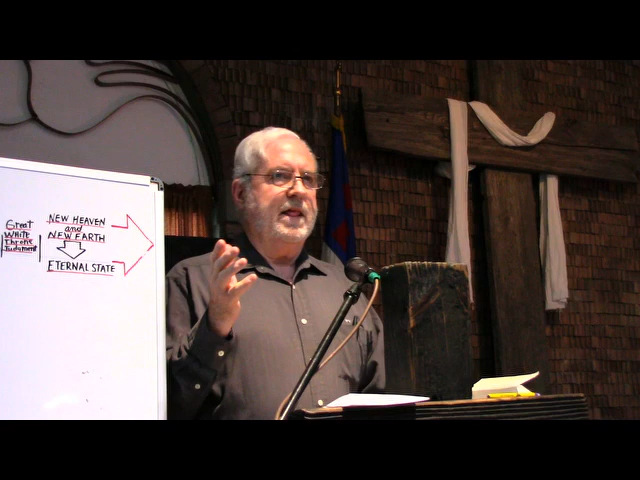 Great
WHITE
Throne
Judgment
NEW HEAVEN
and
NEW EARTH
ETERNAL STATE